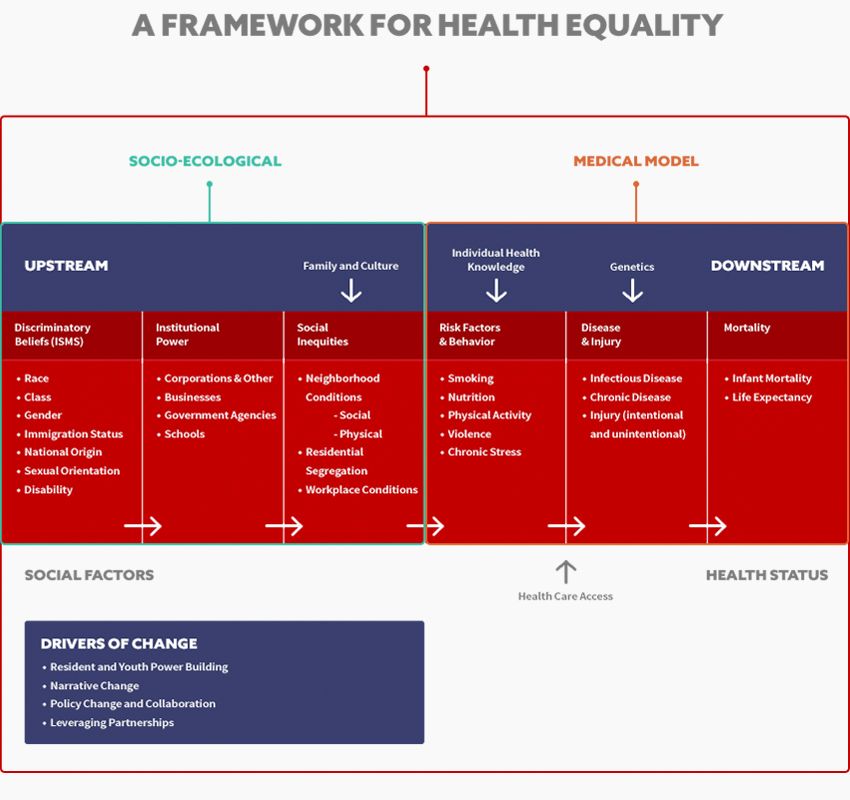 A FRAMEWORK FOR HEALTH EQUALITY
SOCIO-ECOLOGICAL
MEDICAL MODEL
UPSTREAM
Family and Culture
Individual Health
Knowledge
Genetics
DOWNSTREAM
Discriminatory
Beliefs (ISMS)
• Race
• Class
• Gender
• Immigration Status
• National Origin
• Sexual Orientation
• Disability
Institutional
Power
• Corporations & Other
• Businesses
• Government Agencies
• Schools
Social
Inequities
• Neighborhood
Conditions
- Social
- Physical
• Residential
Segregation
• Workplace Conditions
Risk Factors
& Behavior
• Smoking
• Nutrition
• Physical Activity
• Violence
• Chronic Stress
Disease
& Injury
• Infectious Disease
• Chronic Disease
• Injury (intentional
and unintentional)
Mortality
• Infant Mortality
• Life Expectancy
SOCIAL FACTORS
Health Care Access
HEALTH STATUS
DRIVERS OF CHANGE
• Resident and Youth Power Building
• Narrative Change
• Policy Change and Collaboration
• Leveraging Partnerships